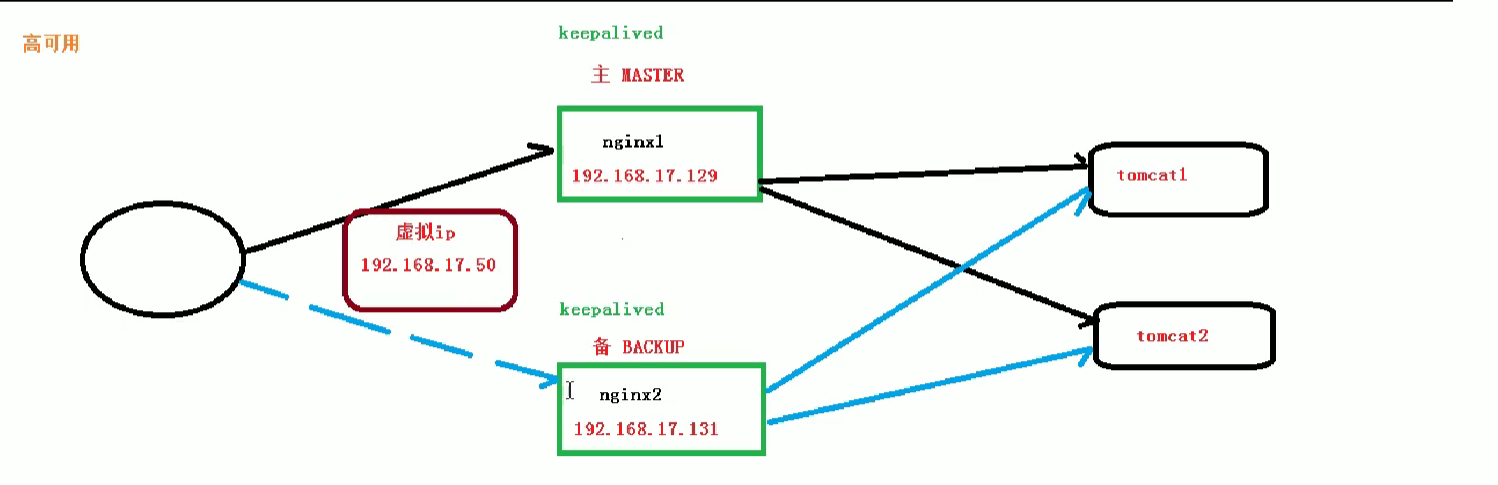 高可用
keepalived
主 MASTER
nginx1
192.168.17.129
虚拟ip
192.168.17.50
keepalived
备 BACKUP
nginx2
192.168.17.131
tomcat1
tomcat2